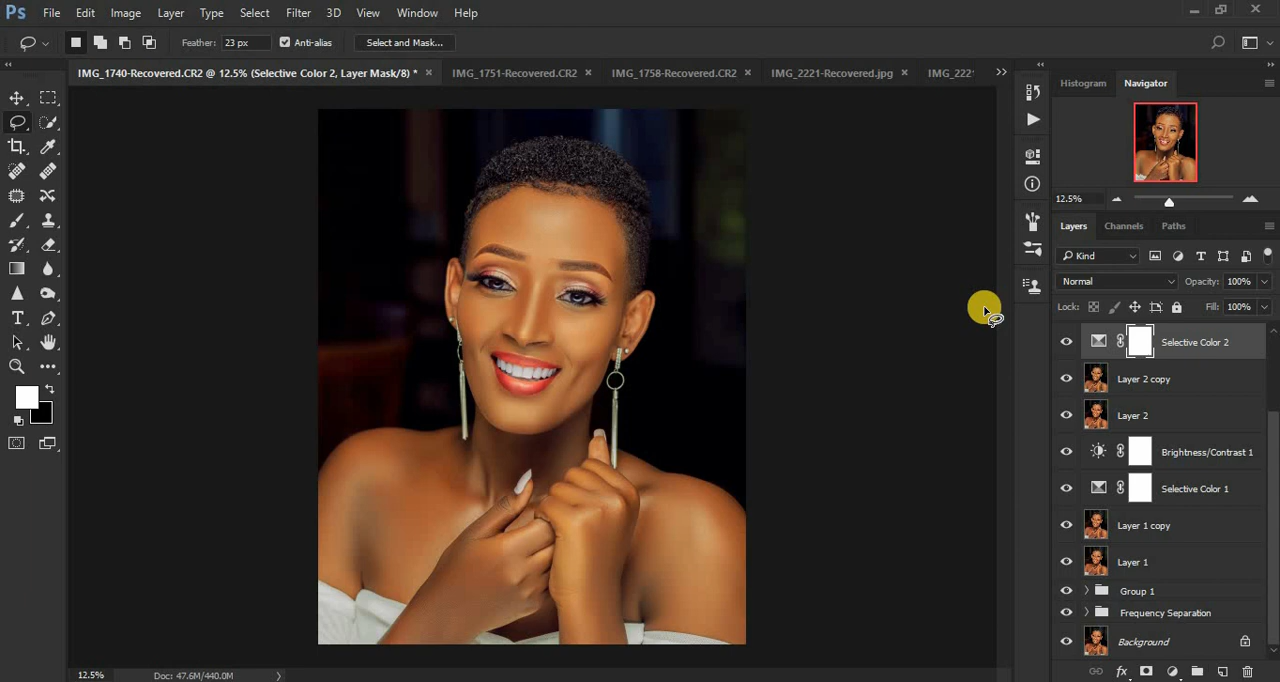 Ps File Edit Image Layer Type Select Filter 3D View Window Help
Feather: 23 px Anti-alias Select and Mask...
IMG_1740-Recovered.CR2 @ 12.5% (Selective Color 2, Layer Mask/8) * × IMG_1751-Recovered.CR2 × IMG_1758-Recovered.CR2 × IMG_2221-Recovered.jpg × IMG_222
Histogram Navigator
12.5%
Layers Channels Paths
Kind
Normal Opacity: 100%
Lock: Fill: 100%
Selective Color 2
Layer 2 copy
Layer 2
Brightness/Contrast 1
Selective Color 1
Layer 1 copy
Layer 1
Group 1
Frequency Separation
Background
12.5% Doc: 47.6M/440.0M